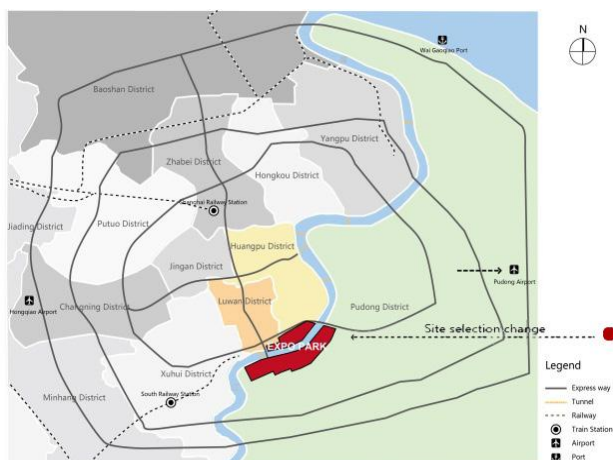 N
Wai Gaoqiao Port
Baoshan District
Yangpu District
Zhabei District
Hongkou District
Shanghai Railway Station
Putuo District
Jiading District
Huangpu District
Jingan District
Pudong Airport
Hongqiao Airport
Changning District
Luwan District
Pudong District
Site selection change
EXPO PARK
Xuhui District
South Railway Station
Minhang District
Legend
Express way
Tunnel
Railway
Train Station
Airport
Port